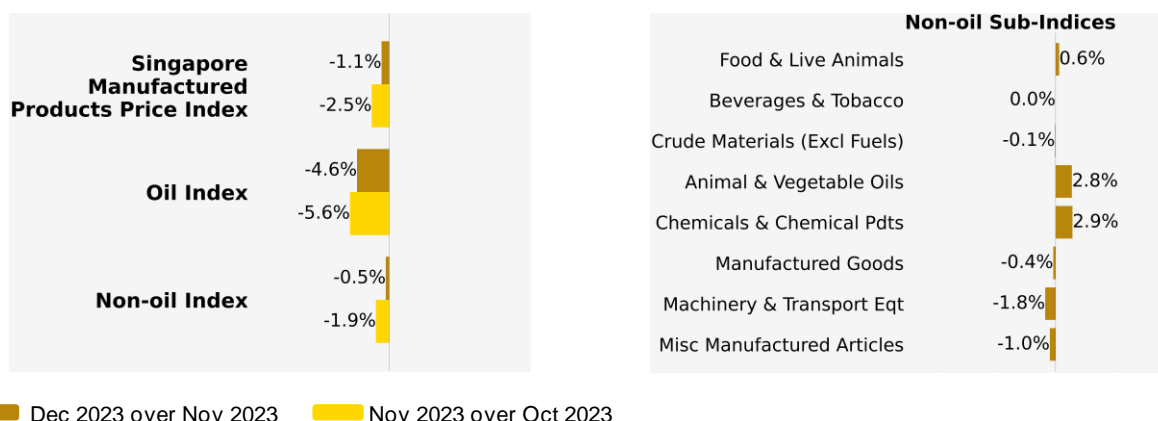 Singapore
Manufactured
Products Price Index
-1.1%
-2.5%
Oil Index
-4.6%
-5.6%
Non-oil Index
-0.5%
-1.9%
Non-oil Sub-Indices
Food & Live Animals 0.6%
Beverages & Tobacco 0.0%
Crude Materials (Excl Fuels) -0.1%
Animal & Vegetable Oils 2.8%
Chemicals & Chemical Pdts 2.9%
Manufactured Goods -0.4%
Machinery & Transport Eqt -1.8%
Misc Manufactured Articles -1.0%
Dec 2023 over Nov 2023 Nov 2023 over Oct 2023